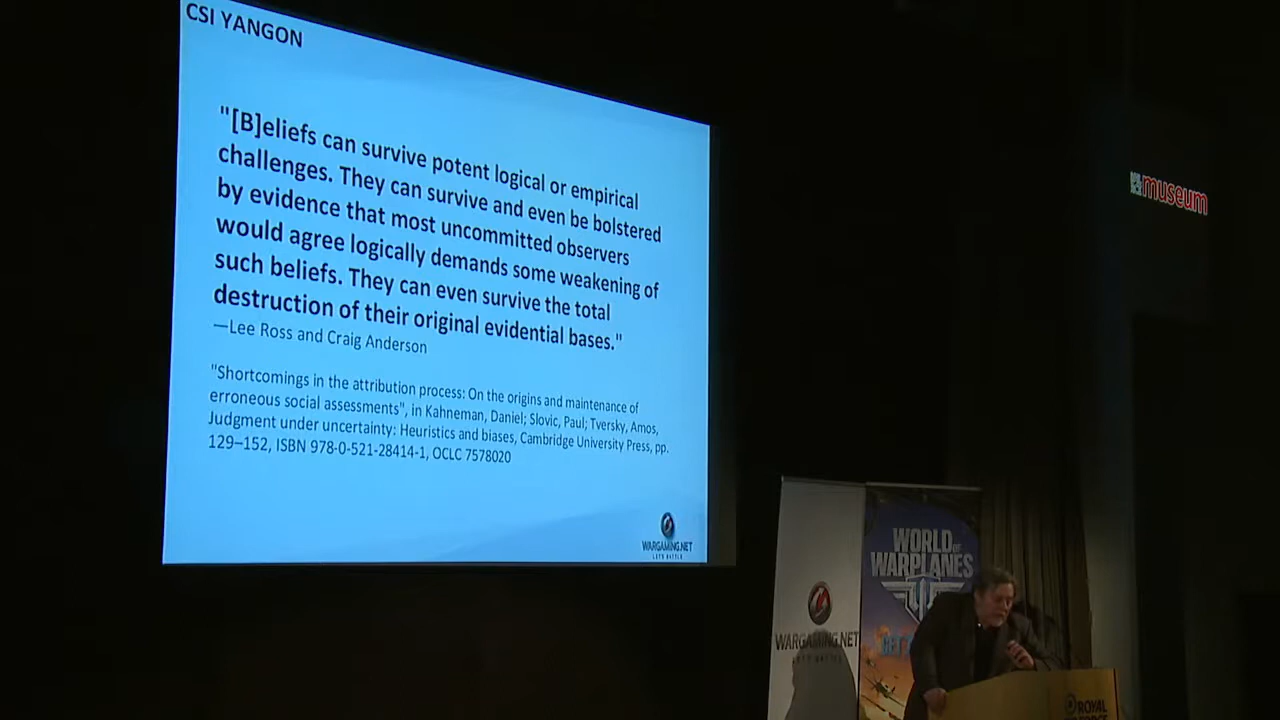 CSI YANGON
"[B]eliefs can survive potent logical or empirical
challenges. They can survive and even be bolstered
by evidence that most uncommitted observers
would agree logically demands some weakening of
such beliefs. They can even survive the total
destruction of their original evidential bases."
—Lee Ross and Craig Anderson
"Shortcomings in the attribution process: On the origins and maintenance of
erroneous social assessments", in Kahneman, Daniel; Slovic, Paul; Tversky, Amos,
Judgment under uncertainty: Heuristics and biases, Cambridge University Press, pp.
129–152, ISBN 978-0-521-28414-1, OCLC 7578020
WARGAMING.NET
LET'S BATTLE
museum
WORLD OF
WARPLANES
WARGAMING.NET
LET'S BATTLE
ROYAL